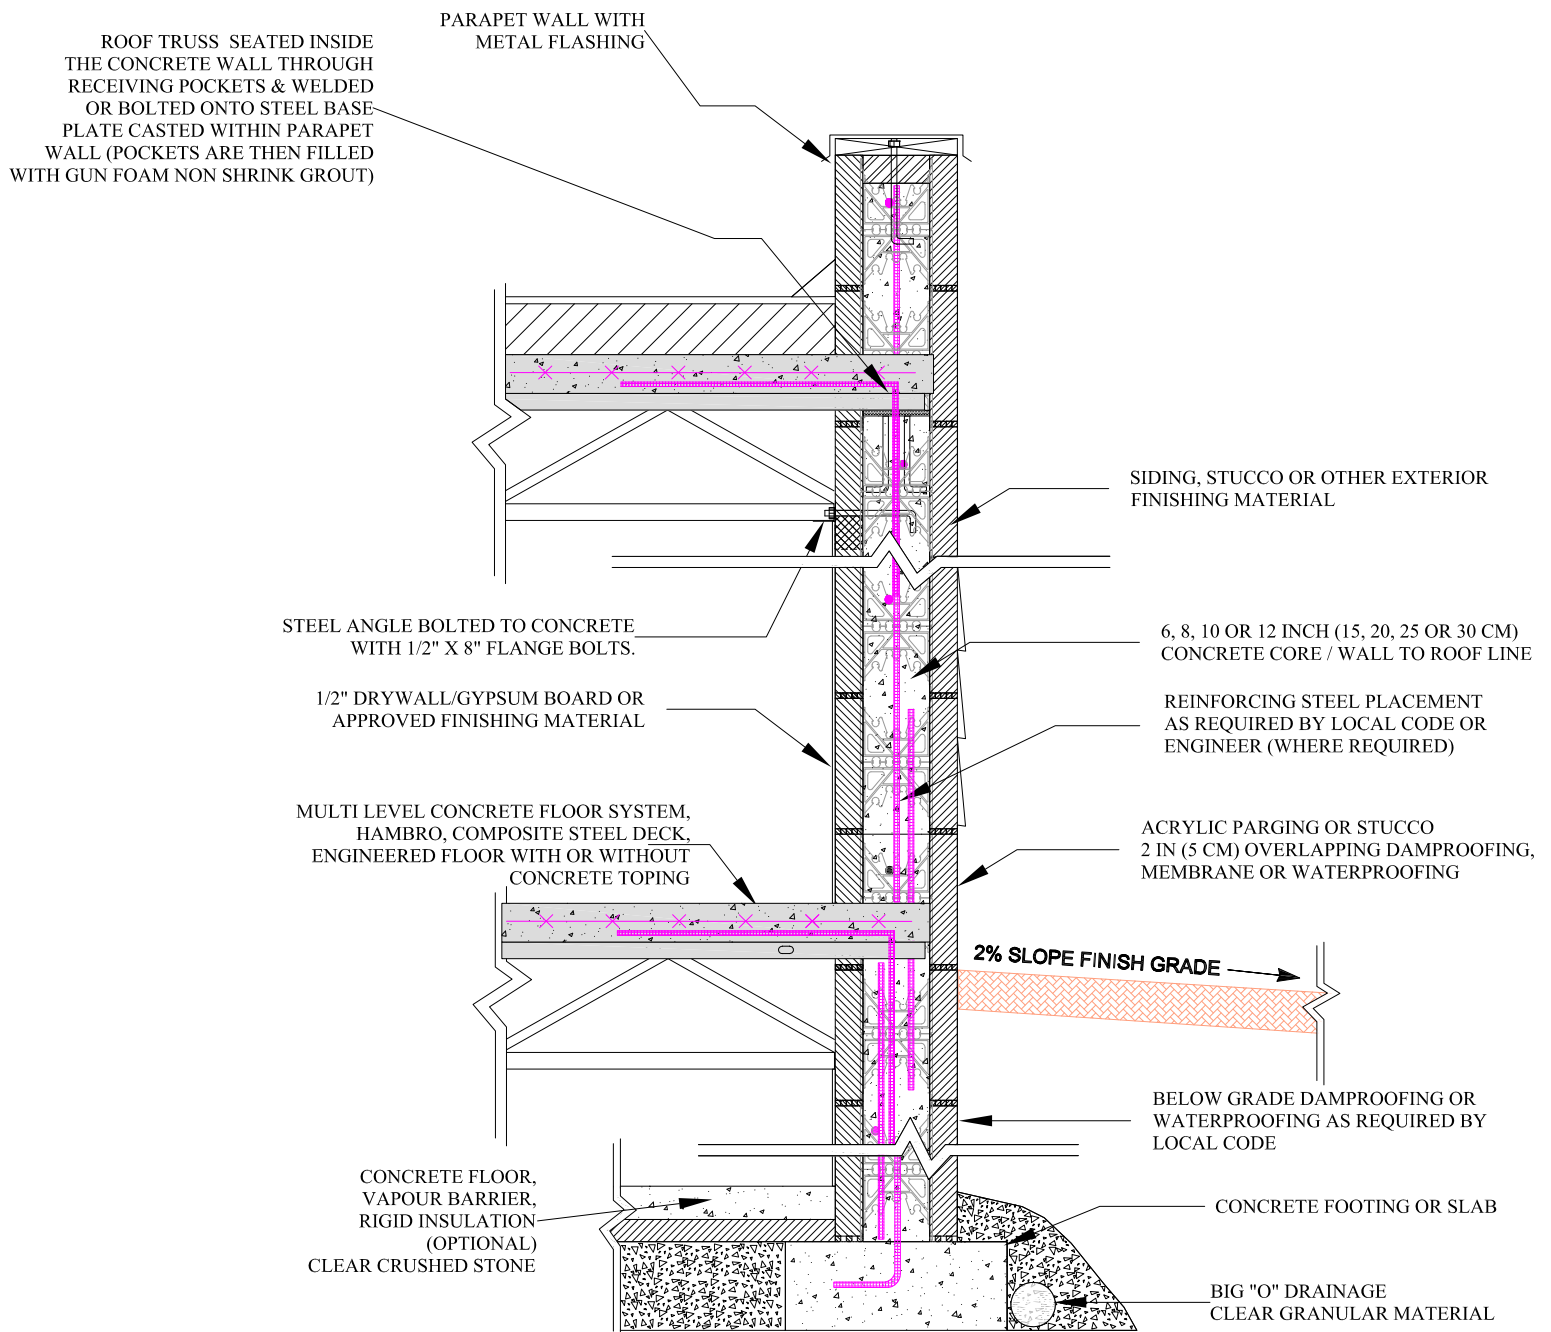 PARAPET WALL WITH
METAL FLASHING
ROOF TRUSS SEATED INSIDE
THE CONCRETE WALL THROUGH
RECEIVING POCKETS & WELDED
OR BOLTED ONTO STEEL BASE
PLATE CASTED WITHIN PARAPET
WALL (POCKETS ARE THEN FILLED
WITH GUN FOAM NON SHRINK GROUT)
SIDING, STUCCO OR OTHER EXTERIOR
FINISHING MATERIAL
STEEL ANGLE BOLTED TO CONCRETE
WITH 1/2" X 8" FLANGE BOLTS.
6, 8, 10 OR 12 INCH (15, 20, 25 OR 30 CM)
CONCRETE CORE / WALL TO ROOF LINE
1/2" DRYWALL/GYPSUM BOARD OR
APPROVED FINISHING MATERIAL
REINFORCING STEEL PLACEMENT
AS REQUIRED BY LOCAL CODE OR
ENGINEER (WHERE REQUIRED)
MULTI LEVEL CONCRETE FLOOR SYSTEM,
HAMBRO, COMPOSITE STEEL DECK,
ENGINEERED FLOOR WITH OR WITHOUT
CONCRETE TOPING
ACRYLIC PARGING OR STUCCO
2 IN (5 CM) OVERLAPPING DAMPROOFING,
MEMBRANE OR WATERPROOFING
2% SLOPE FINISH GRADE
BELOW GRADE DAMPROOFING OR
WATERPROOFING AS REQUIRED BY
LOCAL CODE
CONCRETE FLOOR,
VAPOUR BARRIER,
RIGID INSULATION
(OPTIONAL)
CLEAR CRUSHED STONE
CONCRETE FOOTING OR SLAB
BIG "O" DRAINAGE
CLEAR GRANULAR MATERIAL